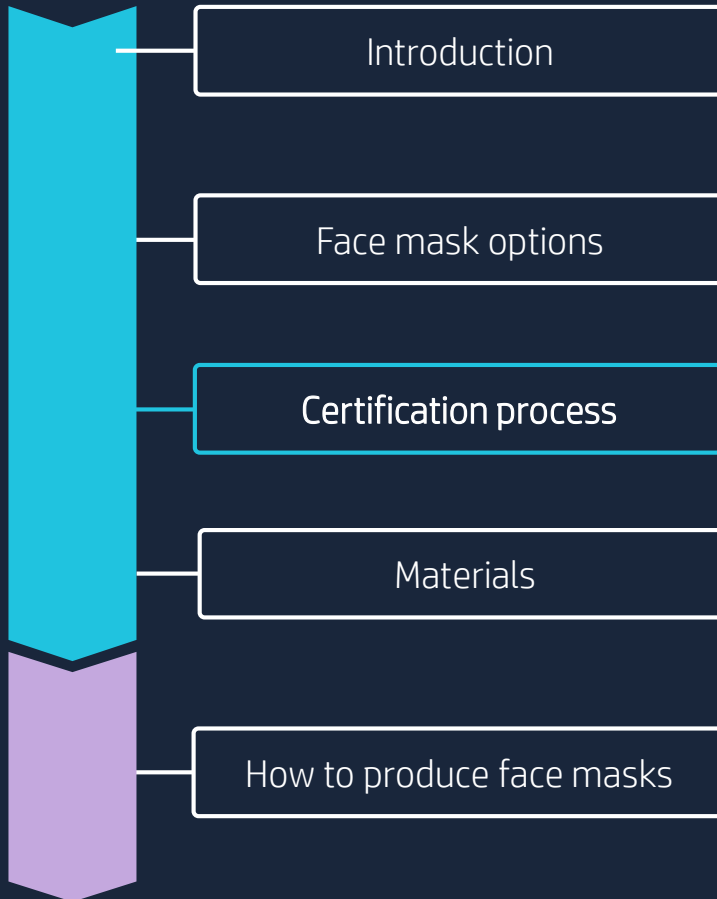 Introduction
Face mask options
Certification process
Materials
How to produce face masks